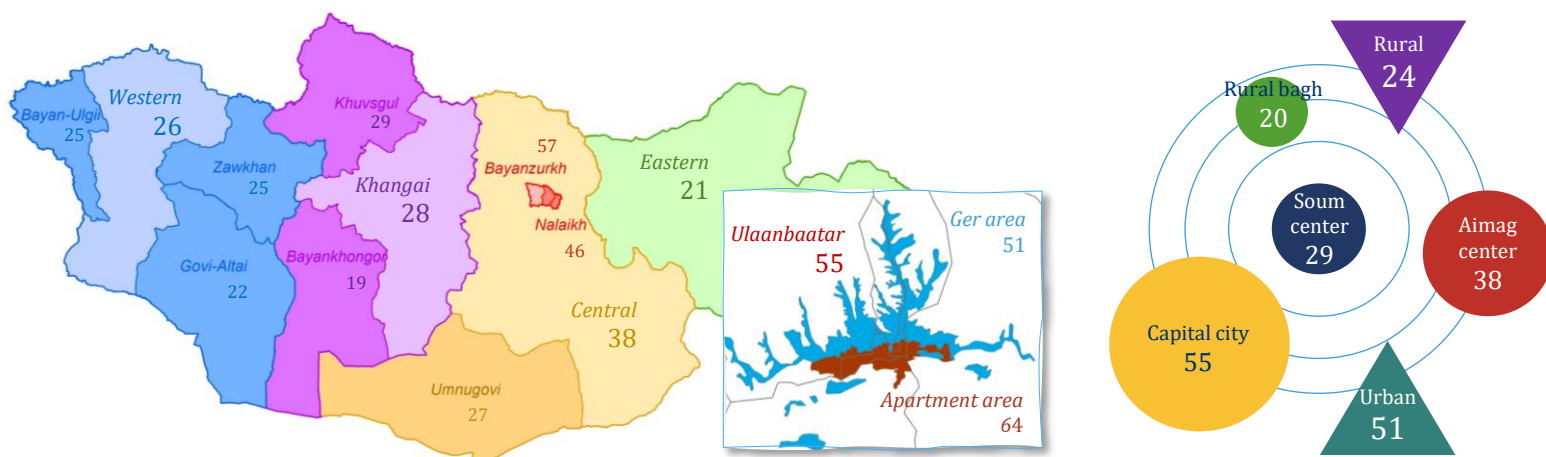 Bayan-Ulgii
25
Western
26
Zawkhan
25
Govi-Altai
22
Khuvsgul
29
Khangai
28
Bayankhongor
19
57
Bayanzurkh
Nalaikh
46
Central
38
Umnugovi
27
Eastern
21
Ulaanbaatar
55
Ger area
51
Apartment area
64
Rural
24
Rural bagh
20
Soum
center
29
Aimag
center
38
Capital city
55
Urban
51